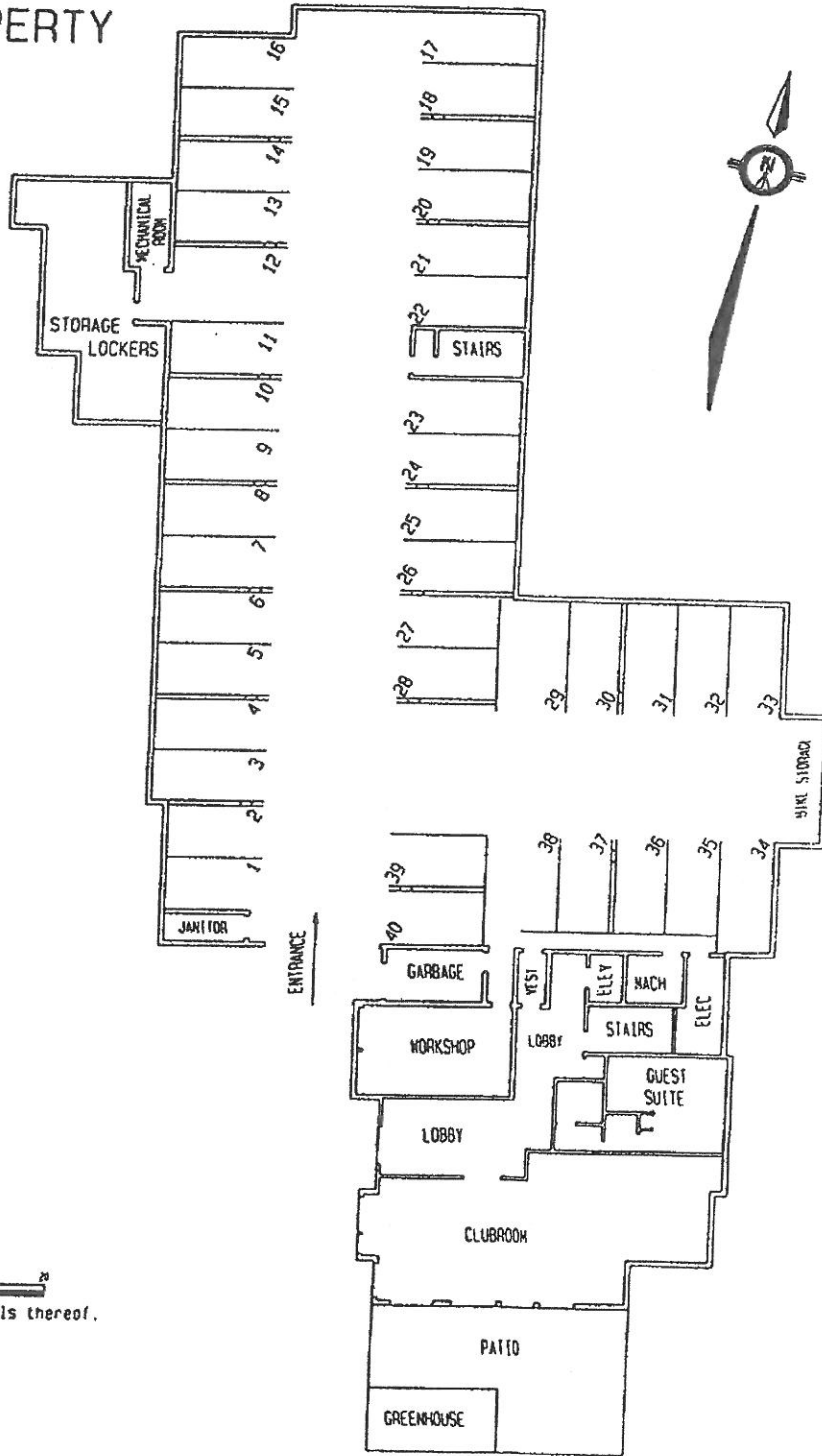 PERTY
16
17
15
18
14
19
13
20
MECHANICAL
ROOM
12
21
22
STORAGE
LOCKERS
11
STAIRS
10
23
9
24
8
25
7
26
6
27
5
28
4
29
30
31
32
33
3
BIKE STORAGE
2
1
39
38
37
36
35
34
JANITOR
40
ENTRANCE
GARBAGE
VEST
ELEV
MACH
ELEC
WORKSHOP
LOBBY
STAIRS
GUEST
SUITE
LOBBY
CLUBROOM
20
ls thereof.
PATIO
GREENHOUSE
N